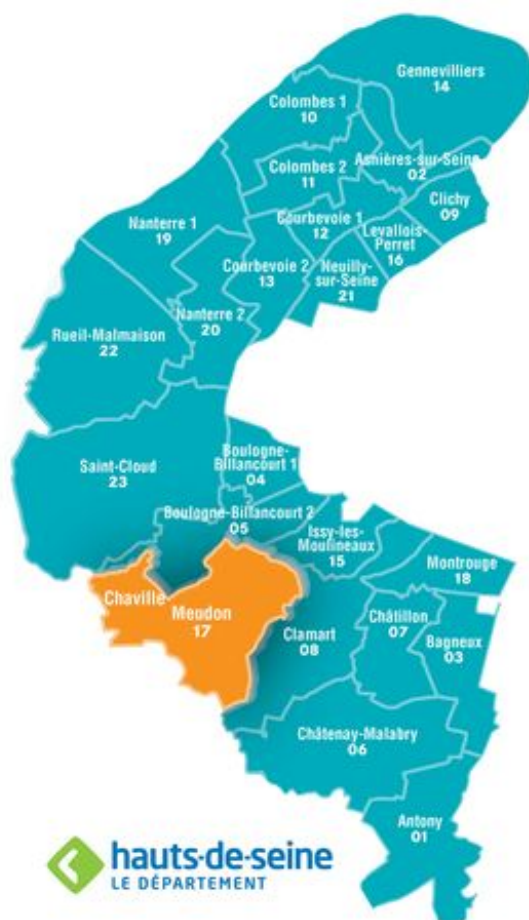 Gennevilliers
14
Colombes 1
10
Asnières-sur-Seine
02
Colombes 2
11
Clichy
09
Courbevoie 1
12
Levallois-
Perret
16
Nanterre 1
19
Courbevoie 2
13
Neuilly-
sur-Seine
21
Nanterre 2
20
Rueil-Malmaison
22
Saint-Cloud
23
Boulogne-
Billancourt 1
04
Boulogne-Billancourt 2
05
Issy-les-
Moulineaux
15
Montrouge
18
Chaville
Meudon
17
Clamart
08
Châtillon
07
Bagneux
03
Châtenay-Malabry
06
Antony
01
hauts-de-seine
LE DÉPARTEMENT